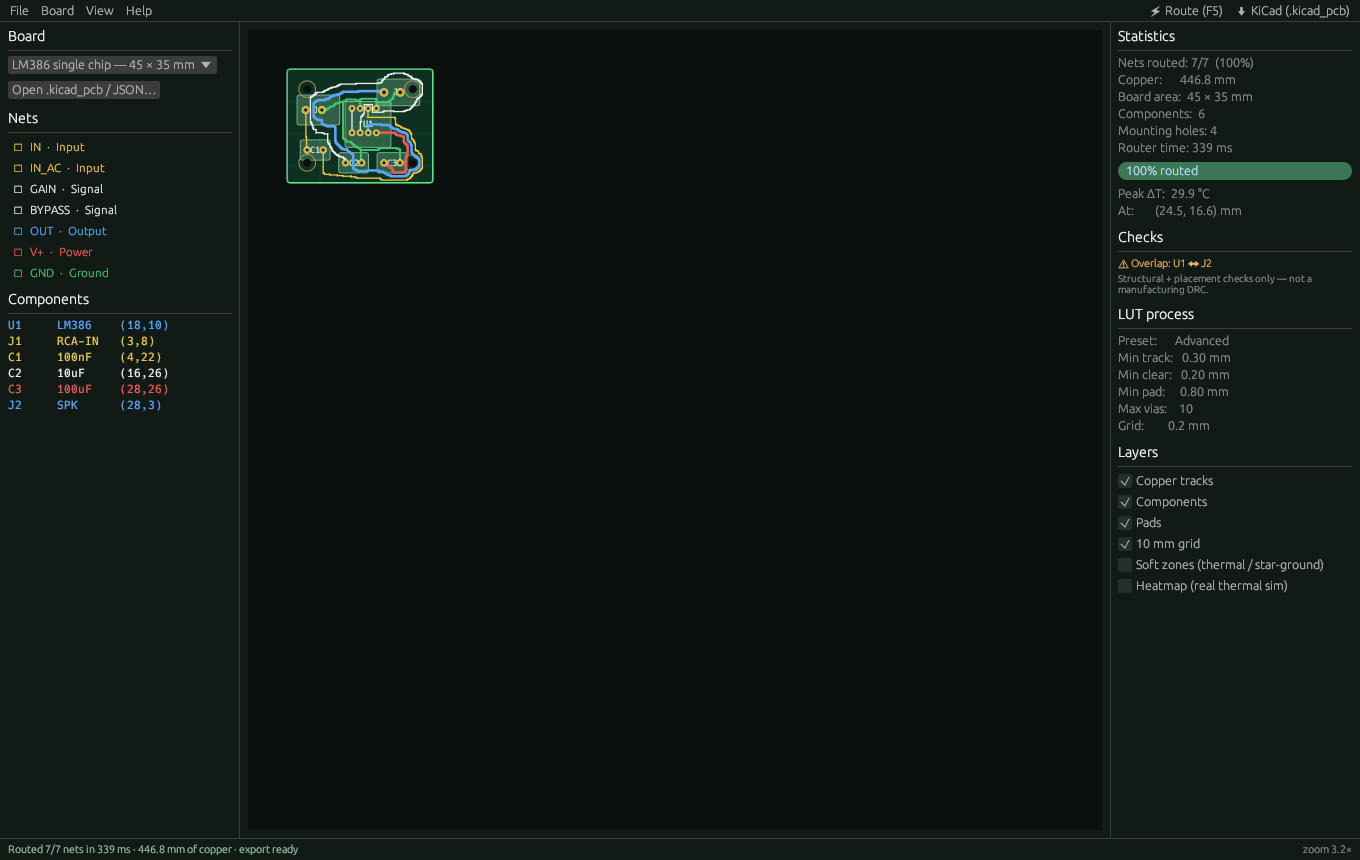 File Board View Help
Route (F5) KiCad (.kicad_pcb)
Board
LM386 single chip — 45 × 35 mm
Open .kicad_pcb / JSON...
Nets
IN · Input
IN_AC · Input
GAIN · Signal
BYPASS · Signal
OUT · Output
V+ · Power
GND · Ground
Components
U1 LM386 (18,10)
J1 RCA-IN (3,8)
C1 100nF (4,22)
C2 10uF (16,26)
C3 100uF (28,26)
J2 SPK (28,3)
U1
C1
C2
C3
Statistics
Nets routed: 7/7 (100%)
Copper: 446.8 mm
Board area: 45 × 35 mm
Components: 6
Mounting holes: 4
Router time: 339 ms
100% routed
Peak ΔT: 29.9 °C
At: (24.5, 16.6) mm
Checks
⚠ Overlap: U1 ⬌ J2
Structural + placement checks only — not a
manufacturing DRC.
LUT process
Preset: Advanced
Min track: 0.30 mm
Min clear: 0.20 mm
Min pad: 0.80 mm
Max vias: 10
Grid: 0.2 mm
Layers
Copper tracks
Components
Pads
10 mm grid
Soft zones (thermal / star-ground)
Heatmap (real thermal sim)
Routed 7/7 nets in 339 ms · 446.8 mm of copper · export ready
zoom 3.2×